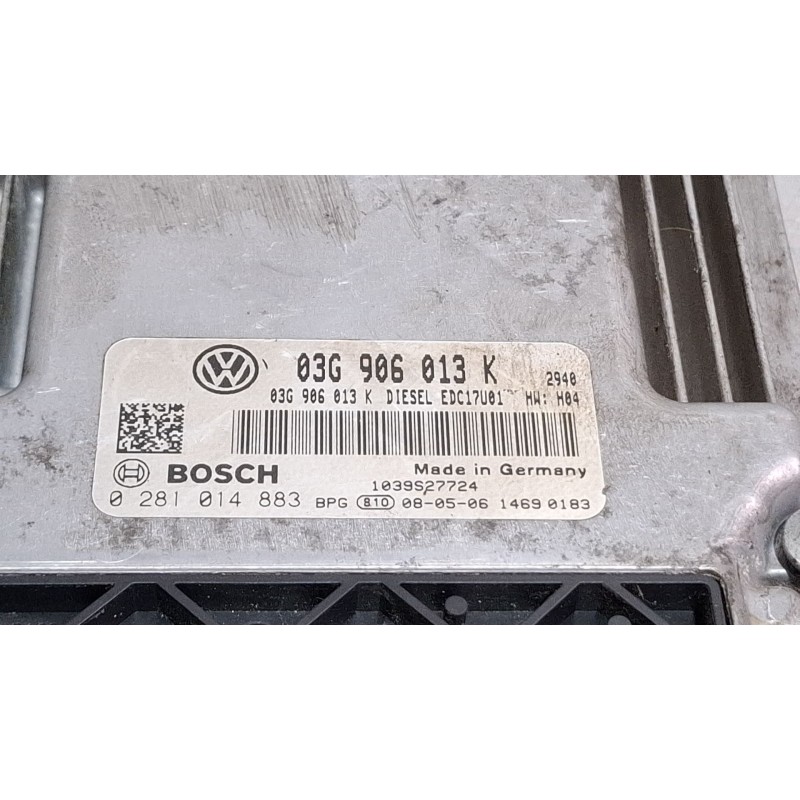 VW 03G 906 013 K 2940
03G 906 013 K DIESEL EDC17U01 HW: H04
BOSCH Made in Germany
1039S27724
0 281 014 883 BPG 810 08-05-06 1469 0183